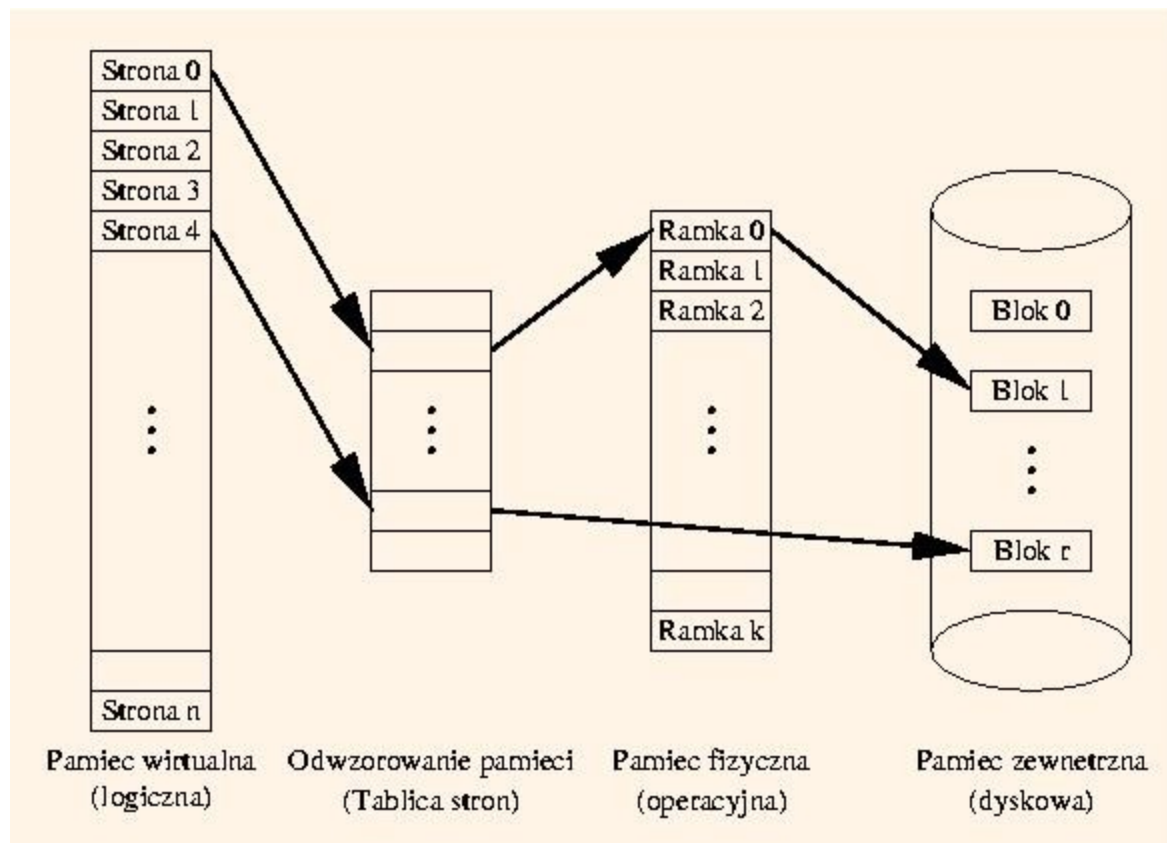 Strona 0
Strona 1
Strona 2
Strona 3
Strona 4
Strona n
Pamiec wirtualna
(logiczna)
Odwzorowanie pamieci
(Tablica stron)
Ramka 0
Ramka 1
Ramka 2
Ramka k
Pamiec fizyczna
(operacyjna)
Blok 0
Blok 1
Blok r
Pamiec zewnetrzna
(dyskowa)